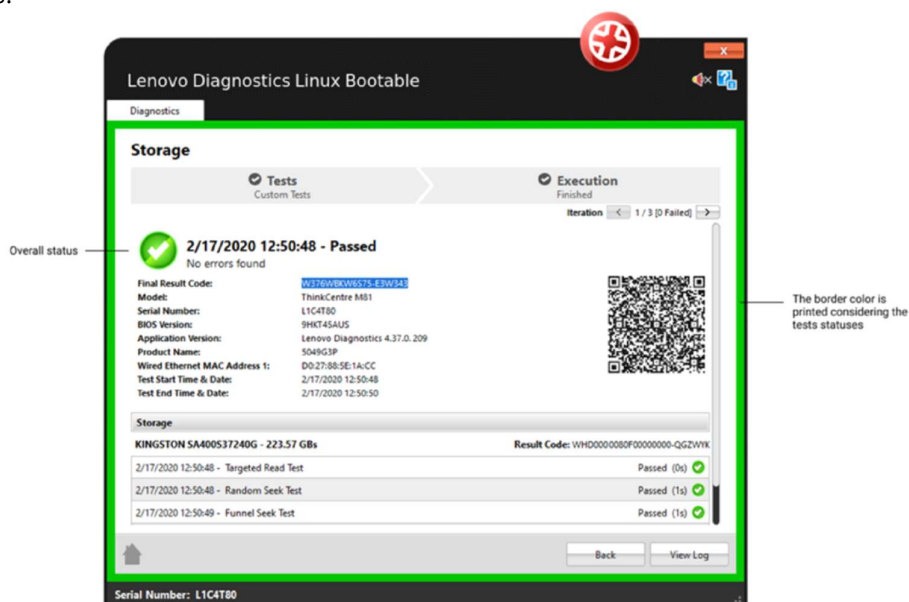 Lenovo Diagnostics Linux Bootable
X
Diagnostics
Storage
Tests
Custom Tests
Execution
Finished
Iteration < 1 / 3 [0 Failed] >
Overall status
2/17/2020 12:50:48 - Passed
No errors found
Final Result Code: W376WBKW6S75-E3W343
Model: ThinkCentre M81
Serial Number: L1C4T80
BIOS Version: 9HKT45AUS
Application Version: Lenovo Diagnostics 4.37.0. 209
Product Name: 5049G3P
Wired Ethernet MAC Address 1: D0:27:88:5E:1A:CC
Test Start Time & Date: 2/17/2020 12:50:48
Test End Time & Date: 2/17/2020 12:50:50
The border color is
printed considering the
tests statuses
Storage
KINGSTON SA400S37240G - 223.57 GBs
Result Code: WHD0000080F00000000-QGZWYK
2/17/2020 12:50:48 - Targeted Read Test Passed (0s)
2/17/2020 12:50:48 - Random Seek Test Passed (1s)
2/17/2020 12:50:49 - Funnel Seek Test Passed (1s)
Back
View Log
Serial Number: L1C4T80